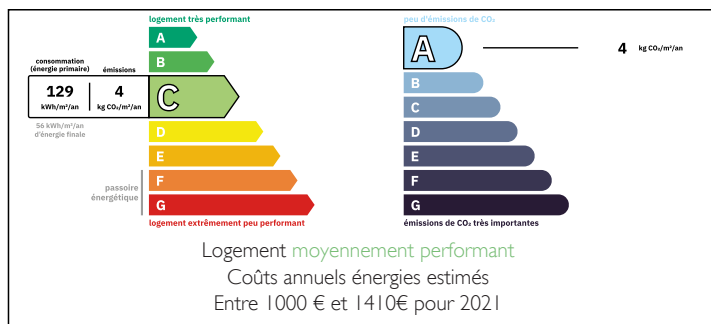 logement très performant
A
B
consommation
(énergie primaire)
émissions
129
kWh/m²/an
4
kg CO₂/m²/an
C
56 kWh/m²/an
d'énergie finale
D
E
passoire
énergétique
F
G
logement extrêmement peu performant
peu d'émissions de CO₂
A
4 kg CO₂/m²/an
B
C
D
E
F
G
émissions de CO₂ très importantes
Logement moyennement performant
Coûts annuels énergies estimés
Entre 1000 € et 1410€ pour 2021